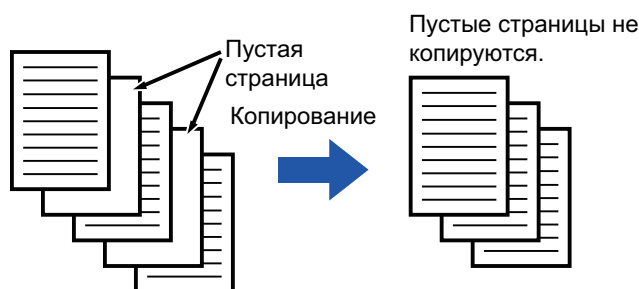 Пустая
страница
Копирование
Пустые страницы не
копируются.